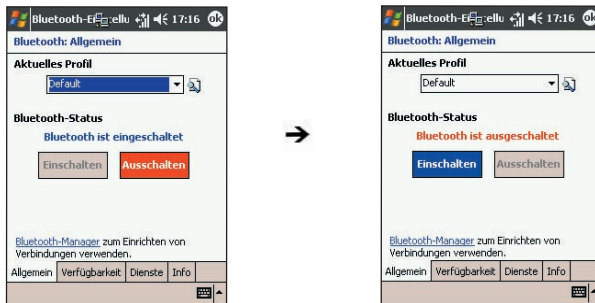 Bluetooth-Ei :ellu 17:16 ok
Bluetooth: Allgemein
Aktuelles Profil
Default
Bluetooth-Status
Bluetooth ist eingeschaltet
Einschalten Ausschalten
Bluetooth-Manager zum Einrichten von
Verbindungen verwenden.
Allgemein Verfügbarkeit Dienste Info
Bluetooth-Ei :ellu 17:16 ok
Bluetooth: Allgemein
Aktuelles Profil
Default
Bluetooth-Status
Bluetooth ist ausgeschaltet
Einschalten Ausschalten
Bluetooth-Manager zum Einrichten von
Verbindungen verwenden.
Allgemein Verfügbarkeit Dienste Info